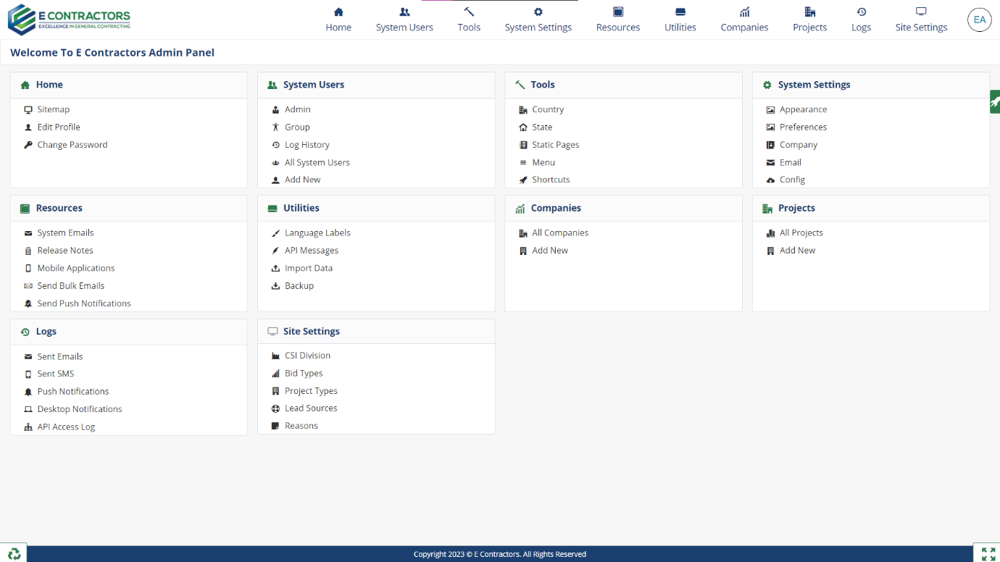 E CONTRACTORS
EXCELLENCE IN GENERAL CONTRACTING
Home
System Users
Tools
System Settings
Resources
Utilities
Companies
Projects
Logs
Site Settings
EA
Welcome To E Contractors Admin Panel
Home
Sitemap
Edit Profile
Change Password
System Users
Admin
Group
Log History
All System Users
Add New
Tools
Country
State
Static Pages
Menu
Shortcuts
System Settings
Appearance
Preferences
Company
Email
Config
Resources
System Emails
Release Notes
Mobile Applications
Send Bulk Emails
Send Push Notifications
Utilities
Language Labels
API Messages
Import Data
Backup
Companies
All Companies
Add New
Projects
All Projects
Add New
Logs
Sent Emails
Sent SMS
Push Notifications
Desktop Notifications
API Access Log
Site Settings
CSI Division
Bid Types
Project Types
Lead Sources
Reasons
Copyright 2023 © E Contractors. All Rights Reserved